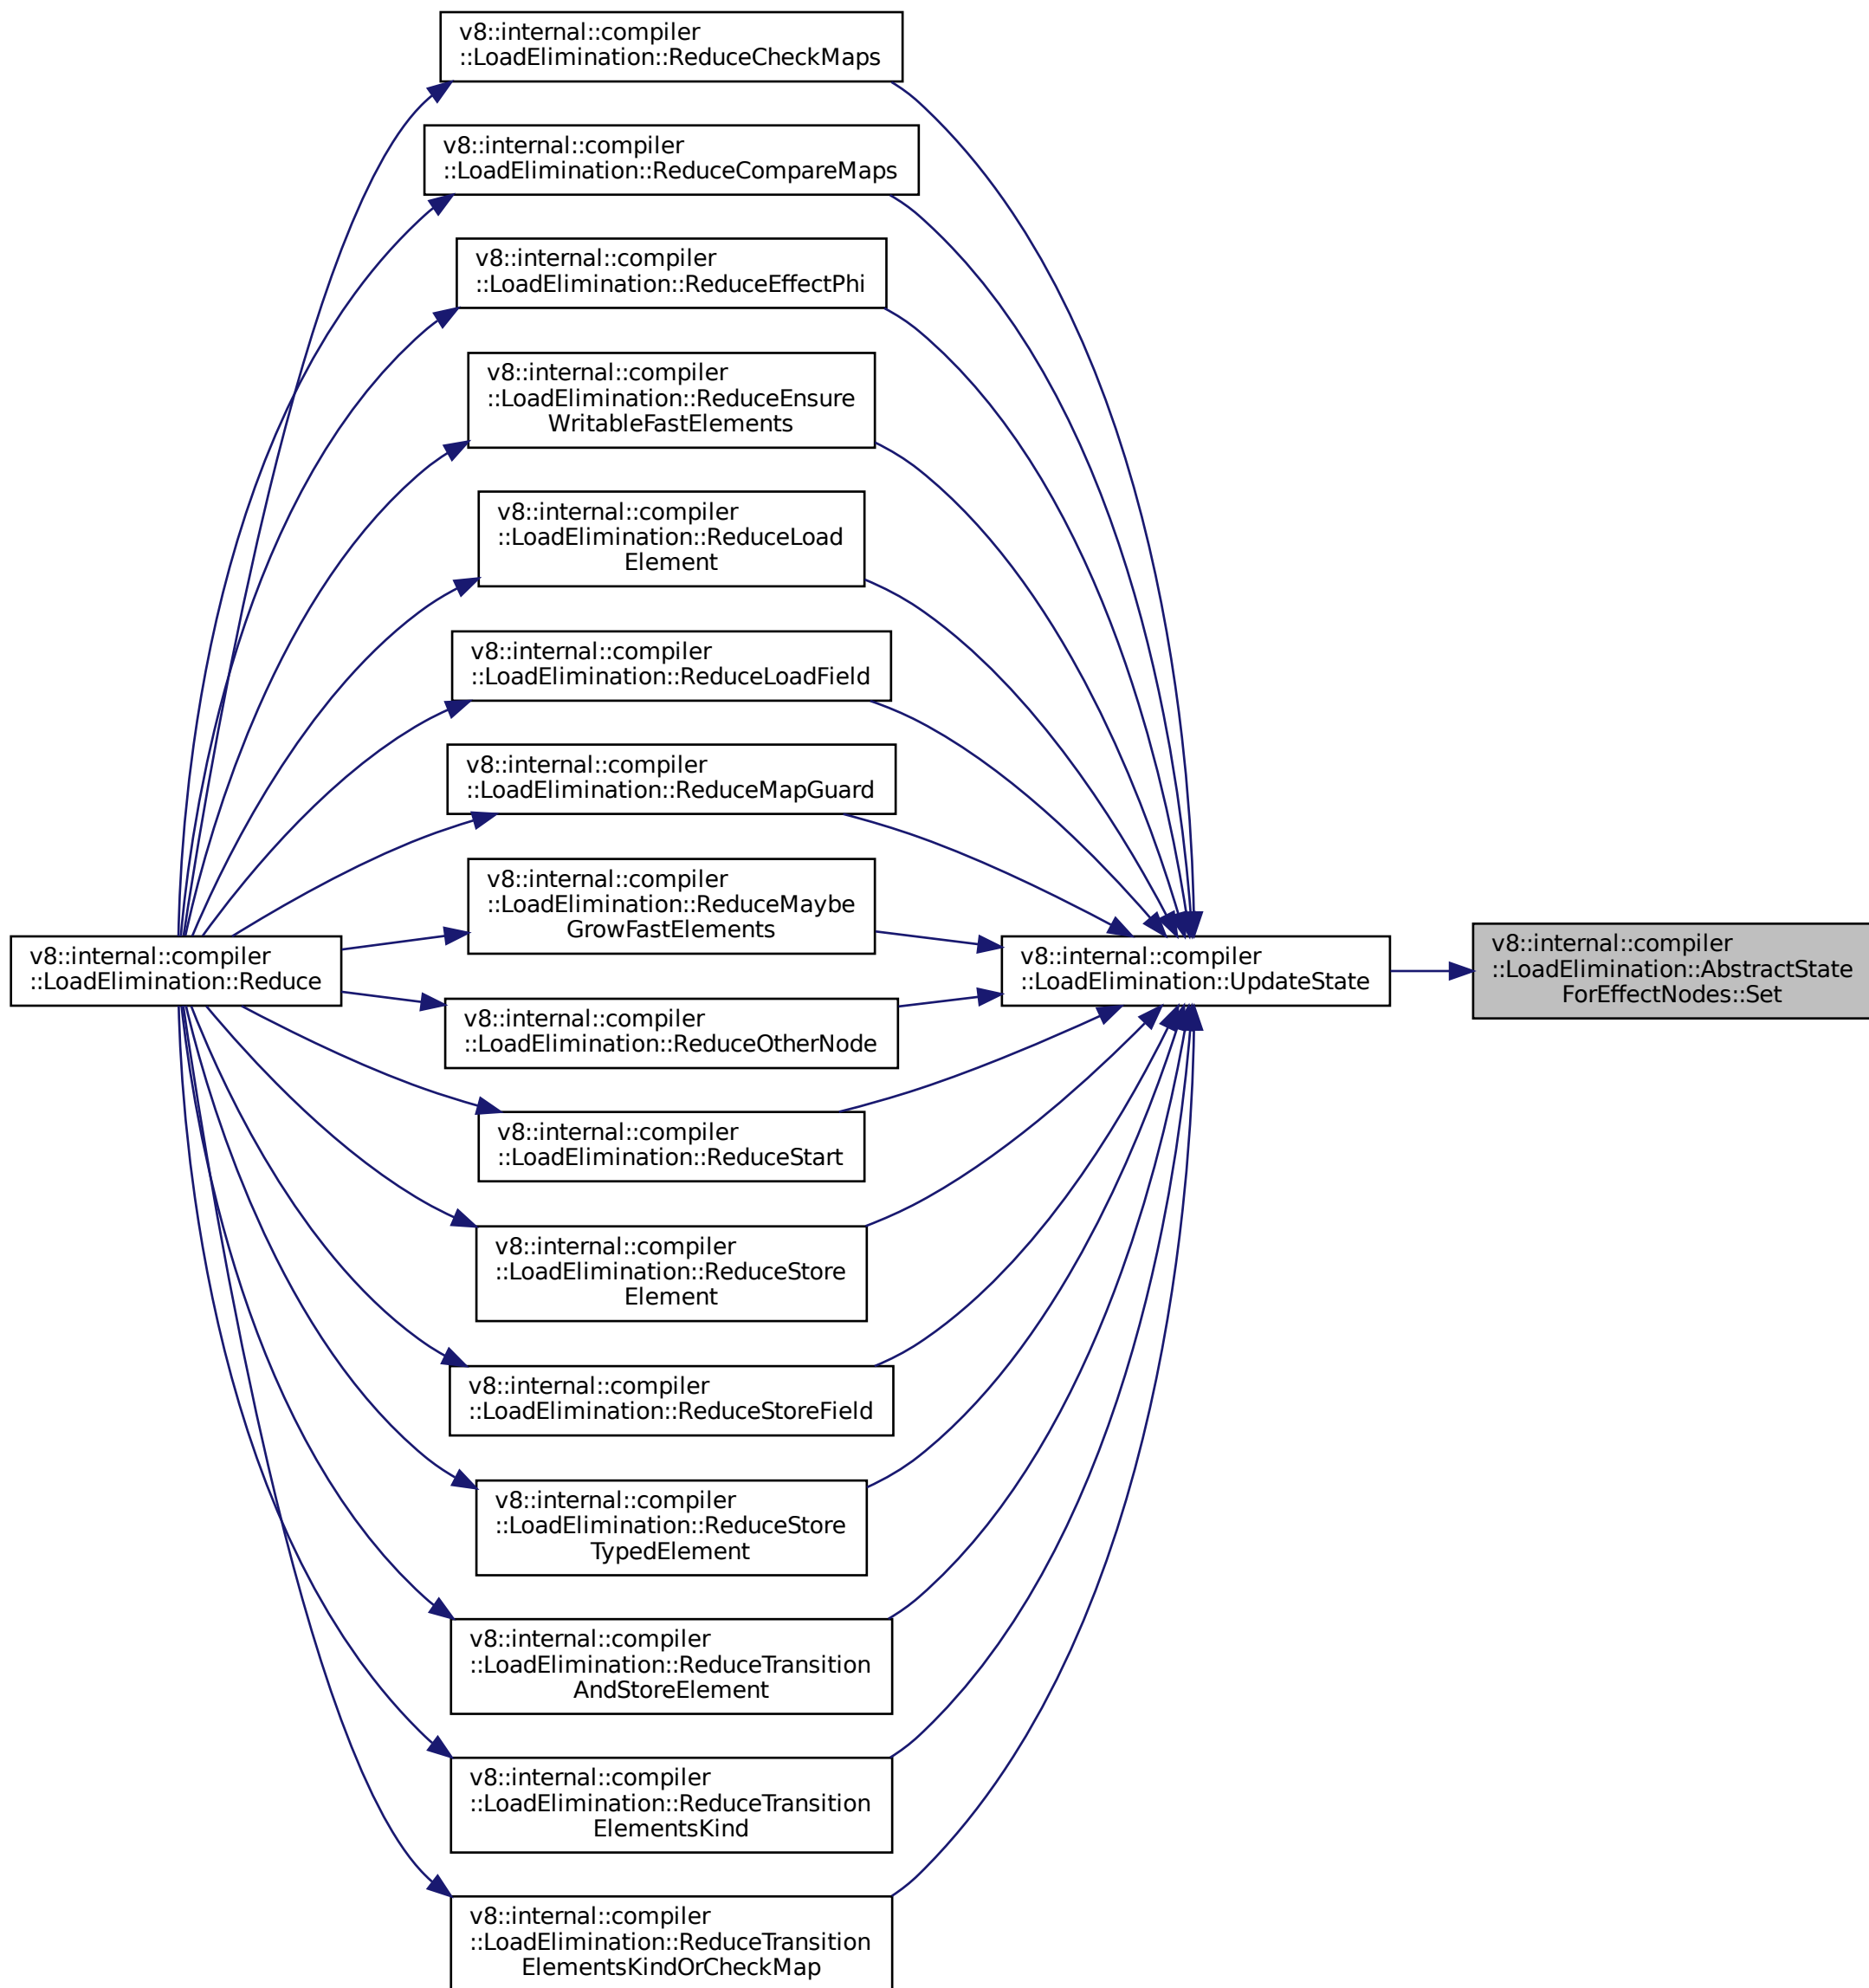 v8::internal::compiler
::LoadElimination::ReduceCheckMaps
v8::internal::compiler
::LoadElimination::ReduceCompareMaps
v8::internal::compiler
::LoadElimination::ReduceEffectPhi
v8::internal::compiler
::LoadElimination::ReduceEnsure
WritableFastElements
v8::internal::compiler
::LoadElimination::ReduceLoad
Element
v8::internal::compiler
::LoadElimination::ReduceLoadField
v8::internal::compiler
::LoadElimination::ReduceMapGuard
v8::internal::compiler
::LoadElimination::ReduceMaybe
GrowFastElements
v8::internal::compiler
::LoadElimination::Reduce
v8::internal::compiler
::LoadElimination::UpdateState
v8::internal::compiler
::LoadElimination::AbstractState
ForEffectNodes::Set
v8::internal::compiler
::LoadElimination::ReduceOtherNode
v8::internal::compiler
::LoadElimination::ReduceStart
v8::internal::compiler
::LoadElimination::ReduceStore
Element
v8::internal::compiler
::LoadElimination::ReduceStoreField
v8::internal::compiler
::LoadElimination::ReduceStore
TypedElement
v8::internal::compiler
::LoadElimination::ReduceTransition
AndStoreElement
v8::internal::compiler
::LoadElimination::ReduceTransition
ElementsKind
v8::internal::compiler
::LoadElimination::ReduceTransition
ElementsKindOrCheckMap